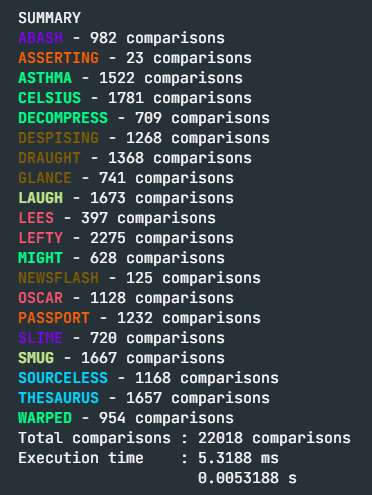 SUMMARY
ABASH - 982 comparisons
ASSERTING - 23 comparisons
ASTHMA - 1522 comparisons
CELSIUS - 1781 comparisons
DECOMPRESS - 709 comparisons
DESPISING - 1268 comparisons
DRAUGHT - 1368 comparisons
GLANCE - 741 comparisons
LAUGH - 1673 comparisons
LEES - 397 comparisons
LEFTY - 2275 comparisons
MIGHT - 628 comparisons
NEWSFLASH - 125 comparisons
OSCAR - 1128 comparisons
PASSPORT - 1232 comparisons
SLIME - 720 comparisons
SMUG - 1667 comparisons
SOURCELESS - 1168 comparisons
THESAURUS - 1657 comparisons
WARPED - 954 comparisons
Total comparisons : 22018 comparisons
Execution time : 5.3188 ms
0.0053188 s